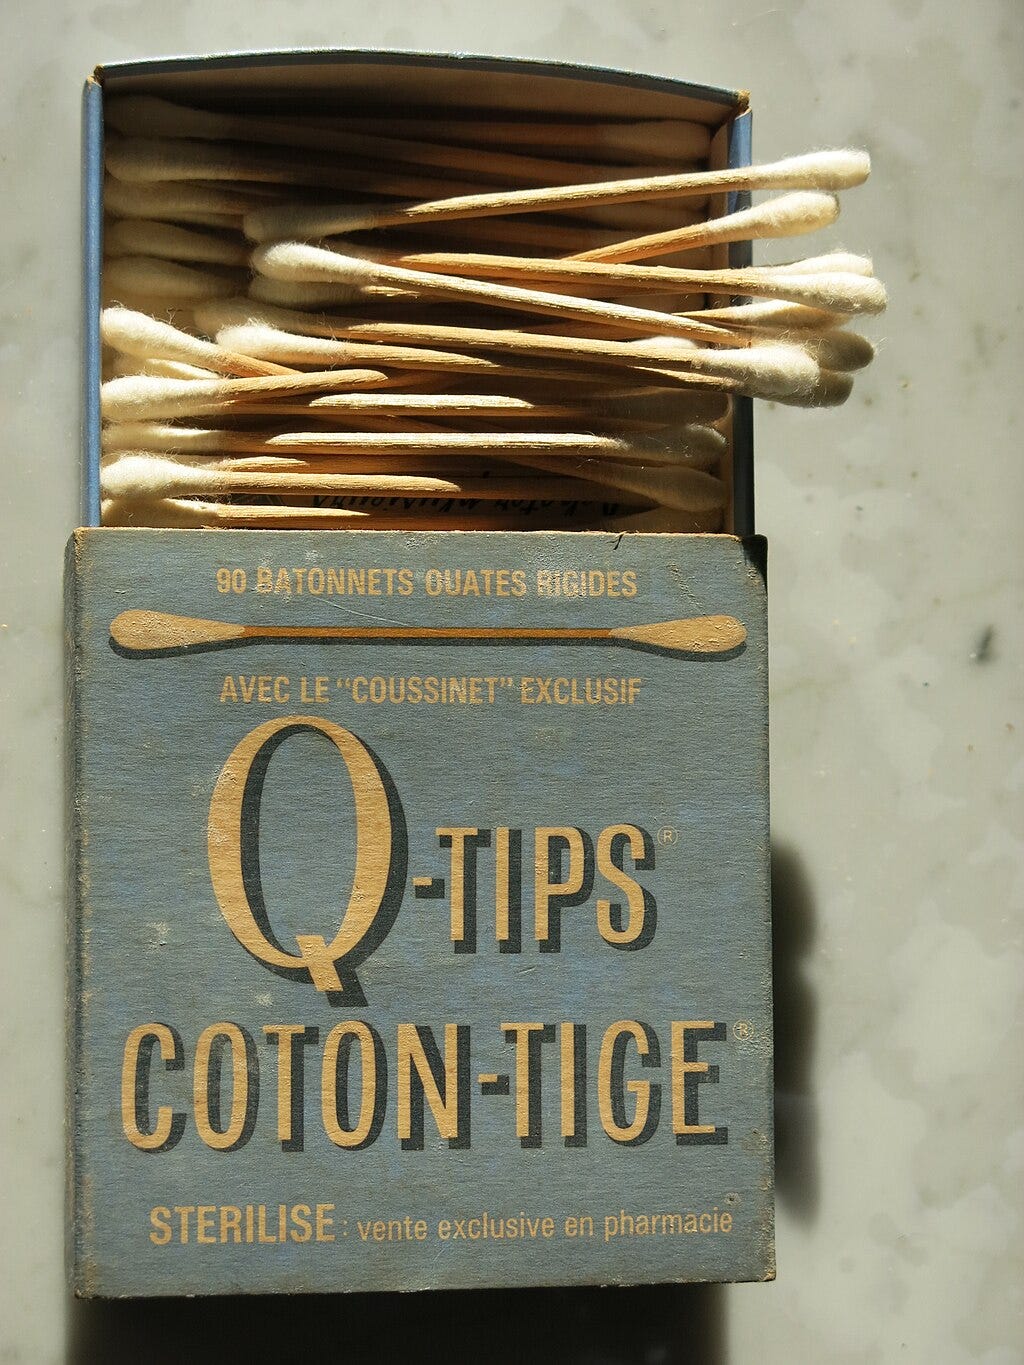 90 BATONNETS OUATES RIGIDES
AVEC LE "COUSSINET" EXCLUSIF
Q-TIPS®
COTON-TIGE®
STERILISE : vente exclusive en pharmacie